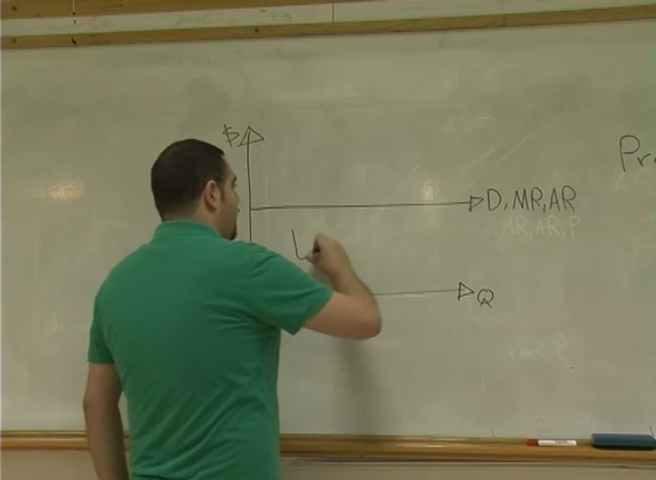 $
Pr
D, MR, AR
MR, AR, P
Q